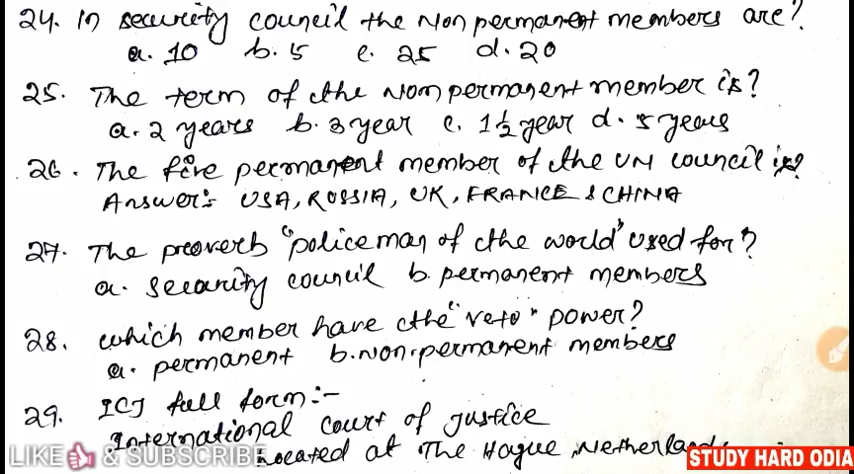 24. In security council the Non permanent members are?
a. 10 b. 5 c. 25 d. 20
25. The term of the Nonpermanent member is?
a. 2 years b. 3 year c. 1 1/2 year d. 5 years
26. The five permanent member of the UN council is?
Answer:- USA, RUSSIA, UK, FRANCE & CHINA
27. The proverb "policeman of the world" used for?
a. security council b. permanent members
28. which member have the "veto" power?
a. permanent b. non-permanent members
29. ICJ full form:-
International court of Justice
Located at The Hague, Netherland
LIKE & SUBSCRIBE
STUDY HARD ODIA